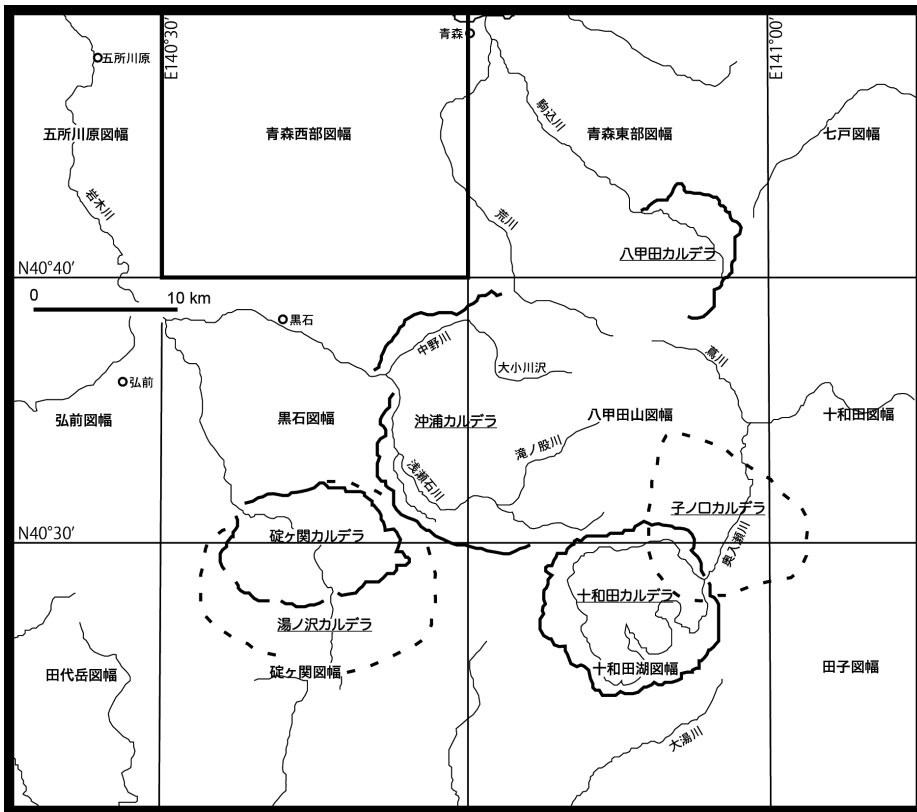 青森
E140°30′
E141°00′
五所川原
五所川原図幅
青森西部図幅
駒込川
青森東部図幅
七戸図幅
岩木川
荒川
八甲田カルデラ
N40°40′
0 10 km
黒石
中野川
蔦川
大小川沢
弘前
弘前図幅
黒石図幅
沖浦カルデラ
八甲田山図幅
十和田図幅
滝ノ股川
浅瀬石川
子ノ口カルデラ
奥入瀬川
N40°30′
碇ヶ関カルデラ
十和田カルデラ
湯ノ沢カルデラ
田代岳図幅
碇ヶ関図幅
十和田湖図幅
田子図幅
大湯川